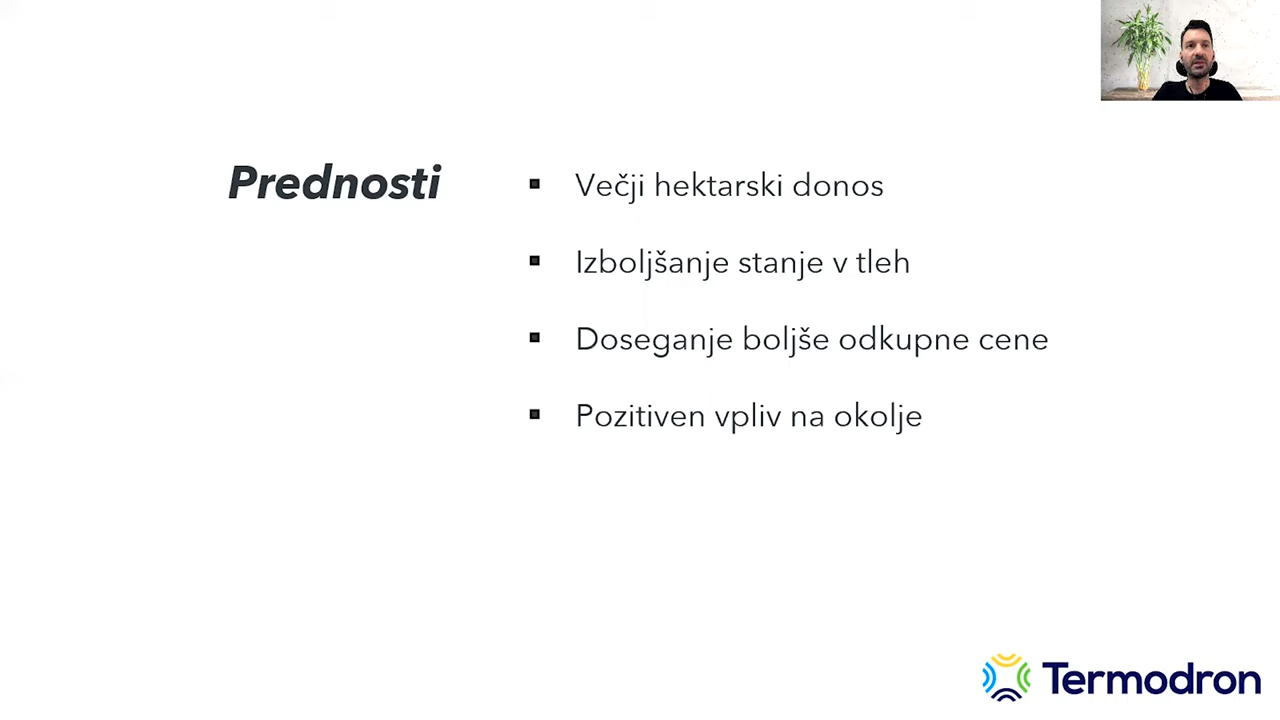 Prednosti
Večji hektarski donos
Izboljšanje stanje v tleh
Doseganje boljše odkupne cene
Pozitiven vpliv na okolje
Termodron